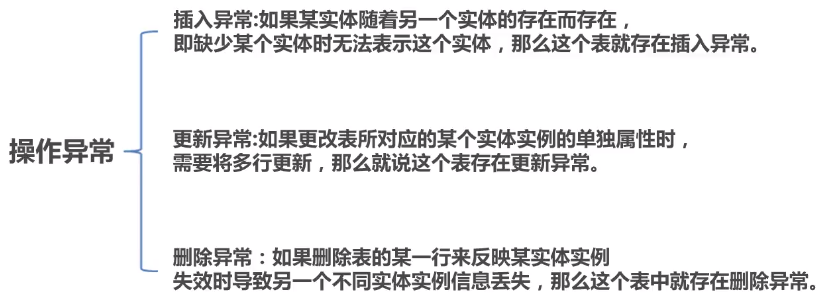 操作异常
插入异常:如果某实体随着另一个实体的存在而存在，
即缺少某个实体时无法表示这个实体，那么这个表就存在插入异常。
更新异常:如果更改表所对应的某个实体实例的单独属性时，
需要将多行更新，那么就说这个表存在更新异常。
删除异常：如果删除表的某一行来反映某实体实例
失效时导致另一个不同实体实例信息丢失，那么这个表中就存在删除异常。